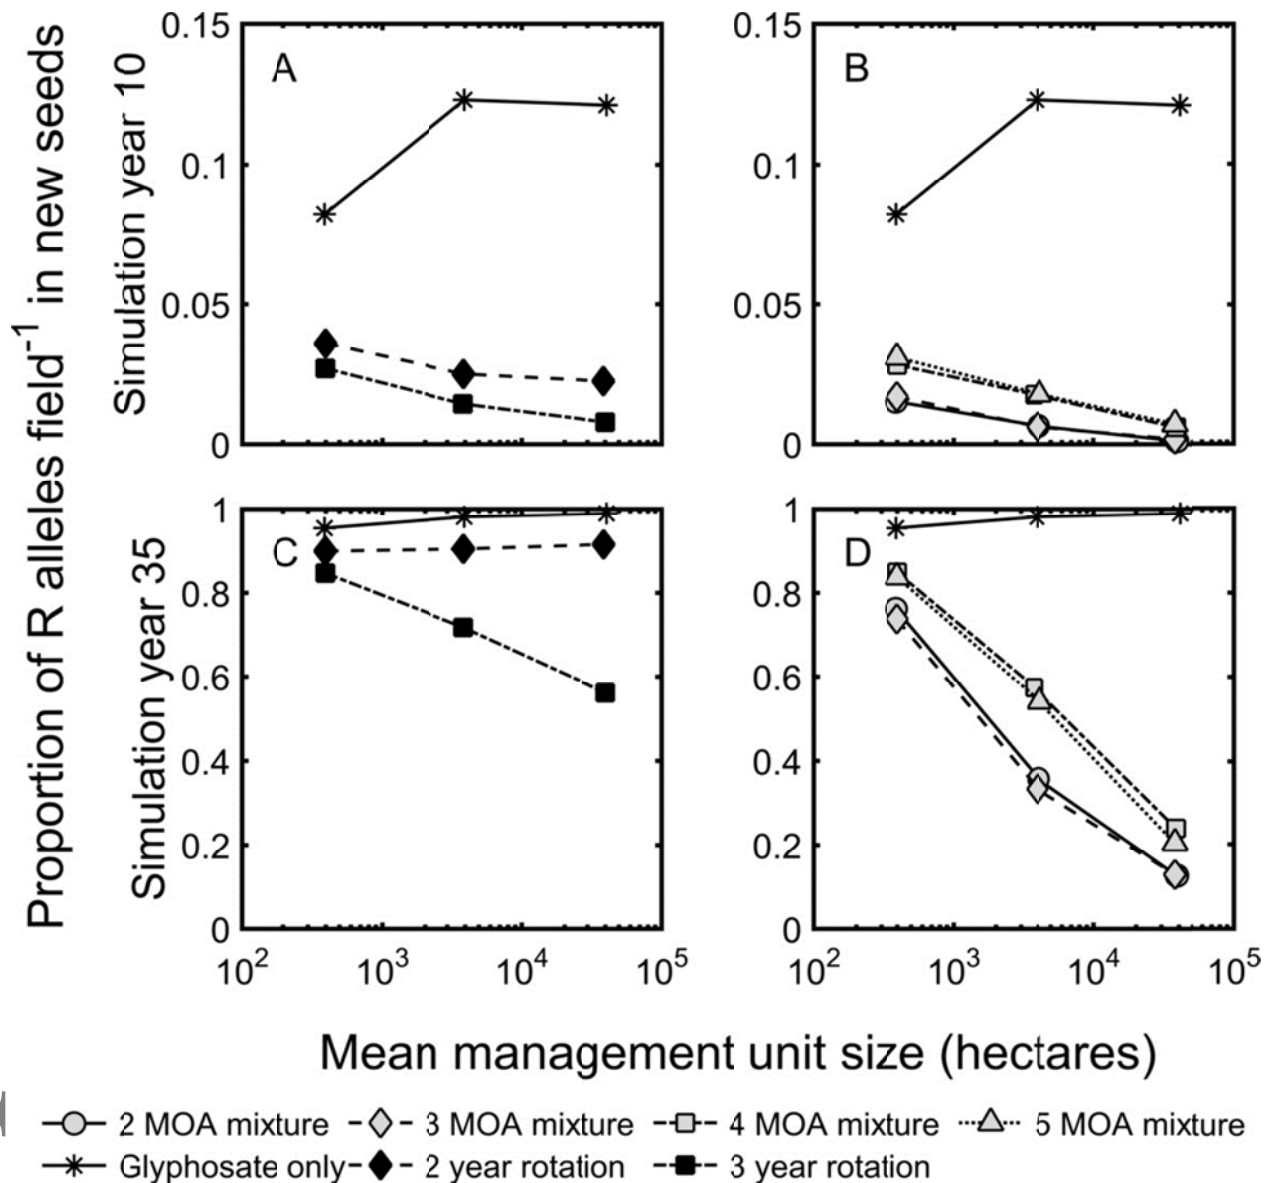 Proportion of R alleles field⁻¹ in new seeds
Simulation year 10
Simulation year 35
A
0.15
0.1
0.05
0
B
0.15
0.1
0.05
0
C
1
0.8
0.6
0.4
0.2
0
10² 10³ 10⁴ 10⁵
D
1
0.8
0.6
0.4
0.2
0
10² 10³ 10⁴ 10⁵
Mean management unit size (hectares)
2 MOA mixture 3 MOA mixture 4 MOA mixture 5 MOA mixture
Glyphosate only 2 year rotation 3 year rotation